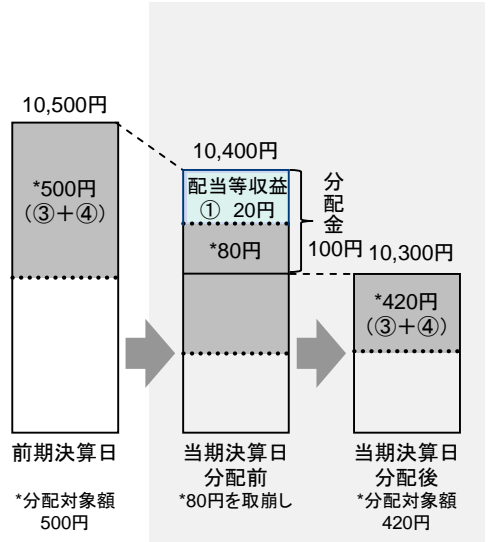 10,500円
*500円
（③＋④）
前期決算日
*分配対象額
500円
10,400円
配当等収益
① 20円
*80円
分配金
100円
当期決算日
分配前
*80円を取崩し
10,300円
*420円
（③＋④）
当期決算日
分配後
*分配対象額
420円